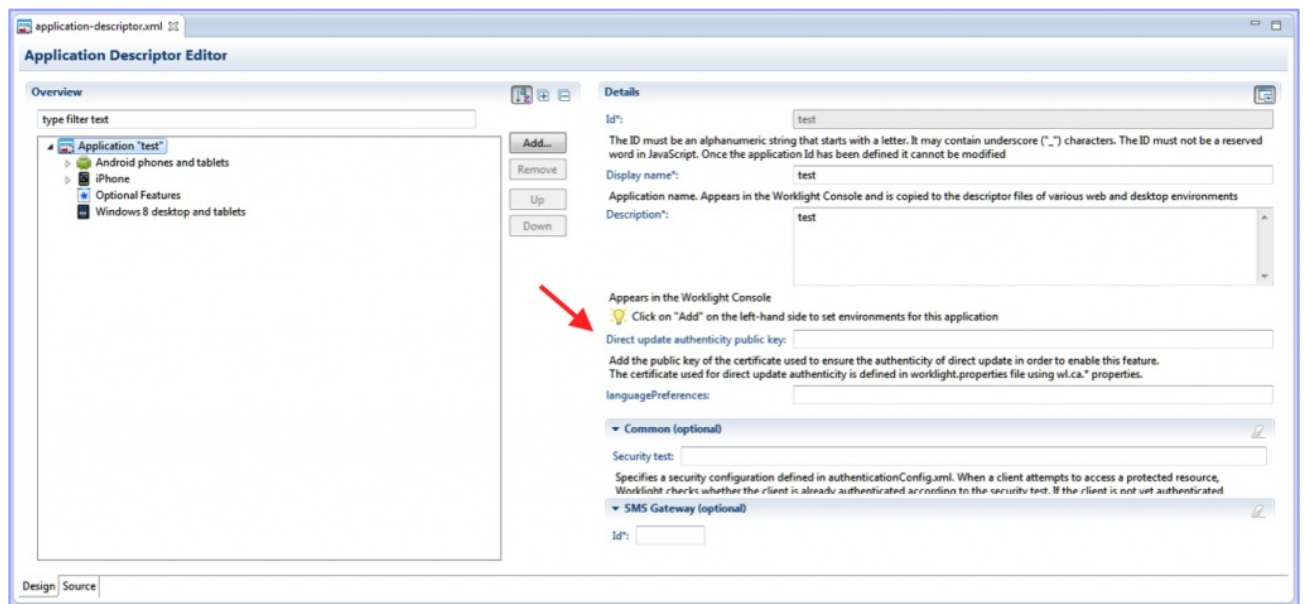 application-descriptor.xml
Application Descriptor Editor
Overview
type filter text
Application "test"
Android phones and tablets
iPhone
Optional Features
Windows 8 desktop and tablets
Add...
Remove
Up
Down
Details
Id*:
test
The ID must be an alphanumeric string that starts with a letter. It may contain underscore ("_") characters. The ID must not be a reserved
word in JavaScript. Once the application Id has been defined it cannot be modified
Display name*:
test
Application name. Appears in the Worklight Console and is copied to the descriptor files of various web and desktop environments
Description*:
test
Appears in the Worklight Console
Click on "Add" on the left-hand side to set environments for this application
Direct update authenticity public key:
Add the public key of the certificate used to ensure the authenticity of direct update in order to enable this feature.
The certificate used for direct update authenticity is defined in worklight.properties file using wl.ca.* properties.
languagePreferences:
Common (optional)
Security test:
Specifies a security configuration defined in authenticationConfig.xml. When a client attempts to access a protected resource,
Worklight checks whether the client is already authenticated according to the security test. If the client is not yet authenticated
SMS Gateway (optional)
Id*:
Design Source